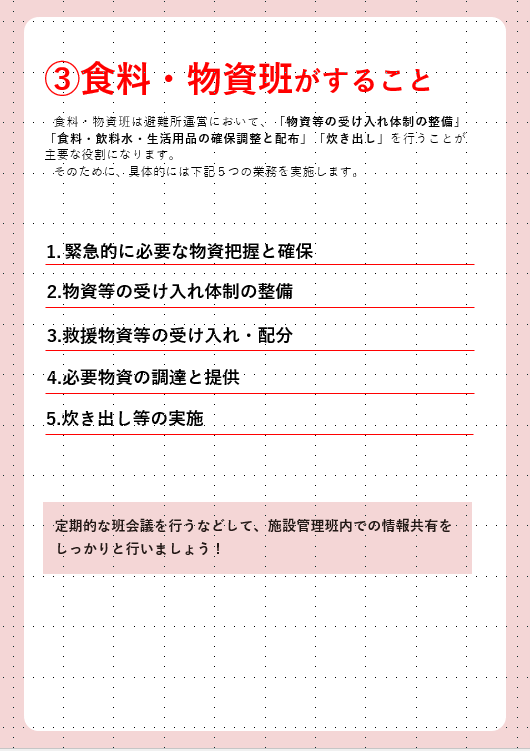 ③食料・物資班がすること
食料・物資班は避難所運営において、「物資等の受け入れ体制の整備」
「食料・飲料水・生活用品の確保調整と配布」「炊き出し」を行うことが
主要な役割になります。
そのために、具体的には下記５つの業務を実施します。
1.緊急的に必要な物資把握と確保
2.物資等の受け入れ体制の整備
3.救援物資等の受け入れ・配分
4.必要物資の調達と提供
5.炊き出し等の実施
定期的な班会議を行うなどして、施設管理班内での情報共有を
しっかりと行いましょう！